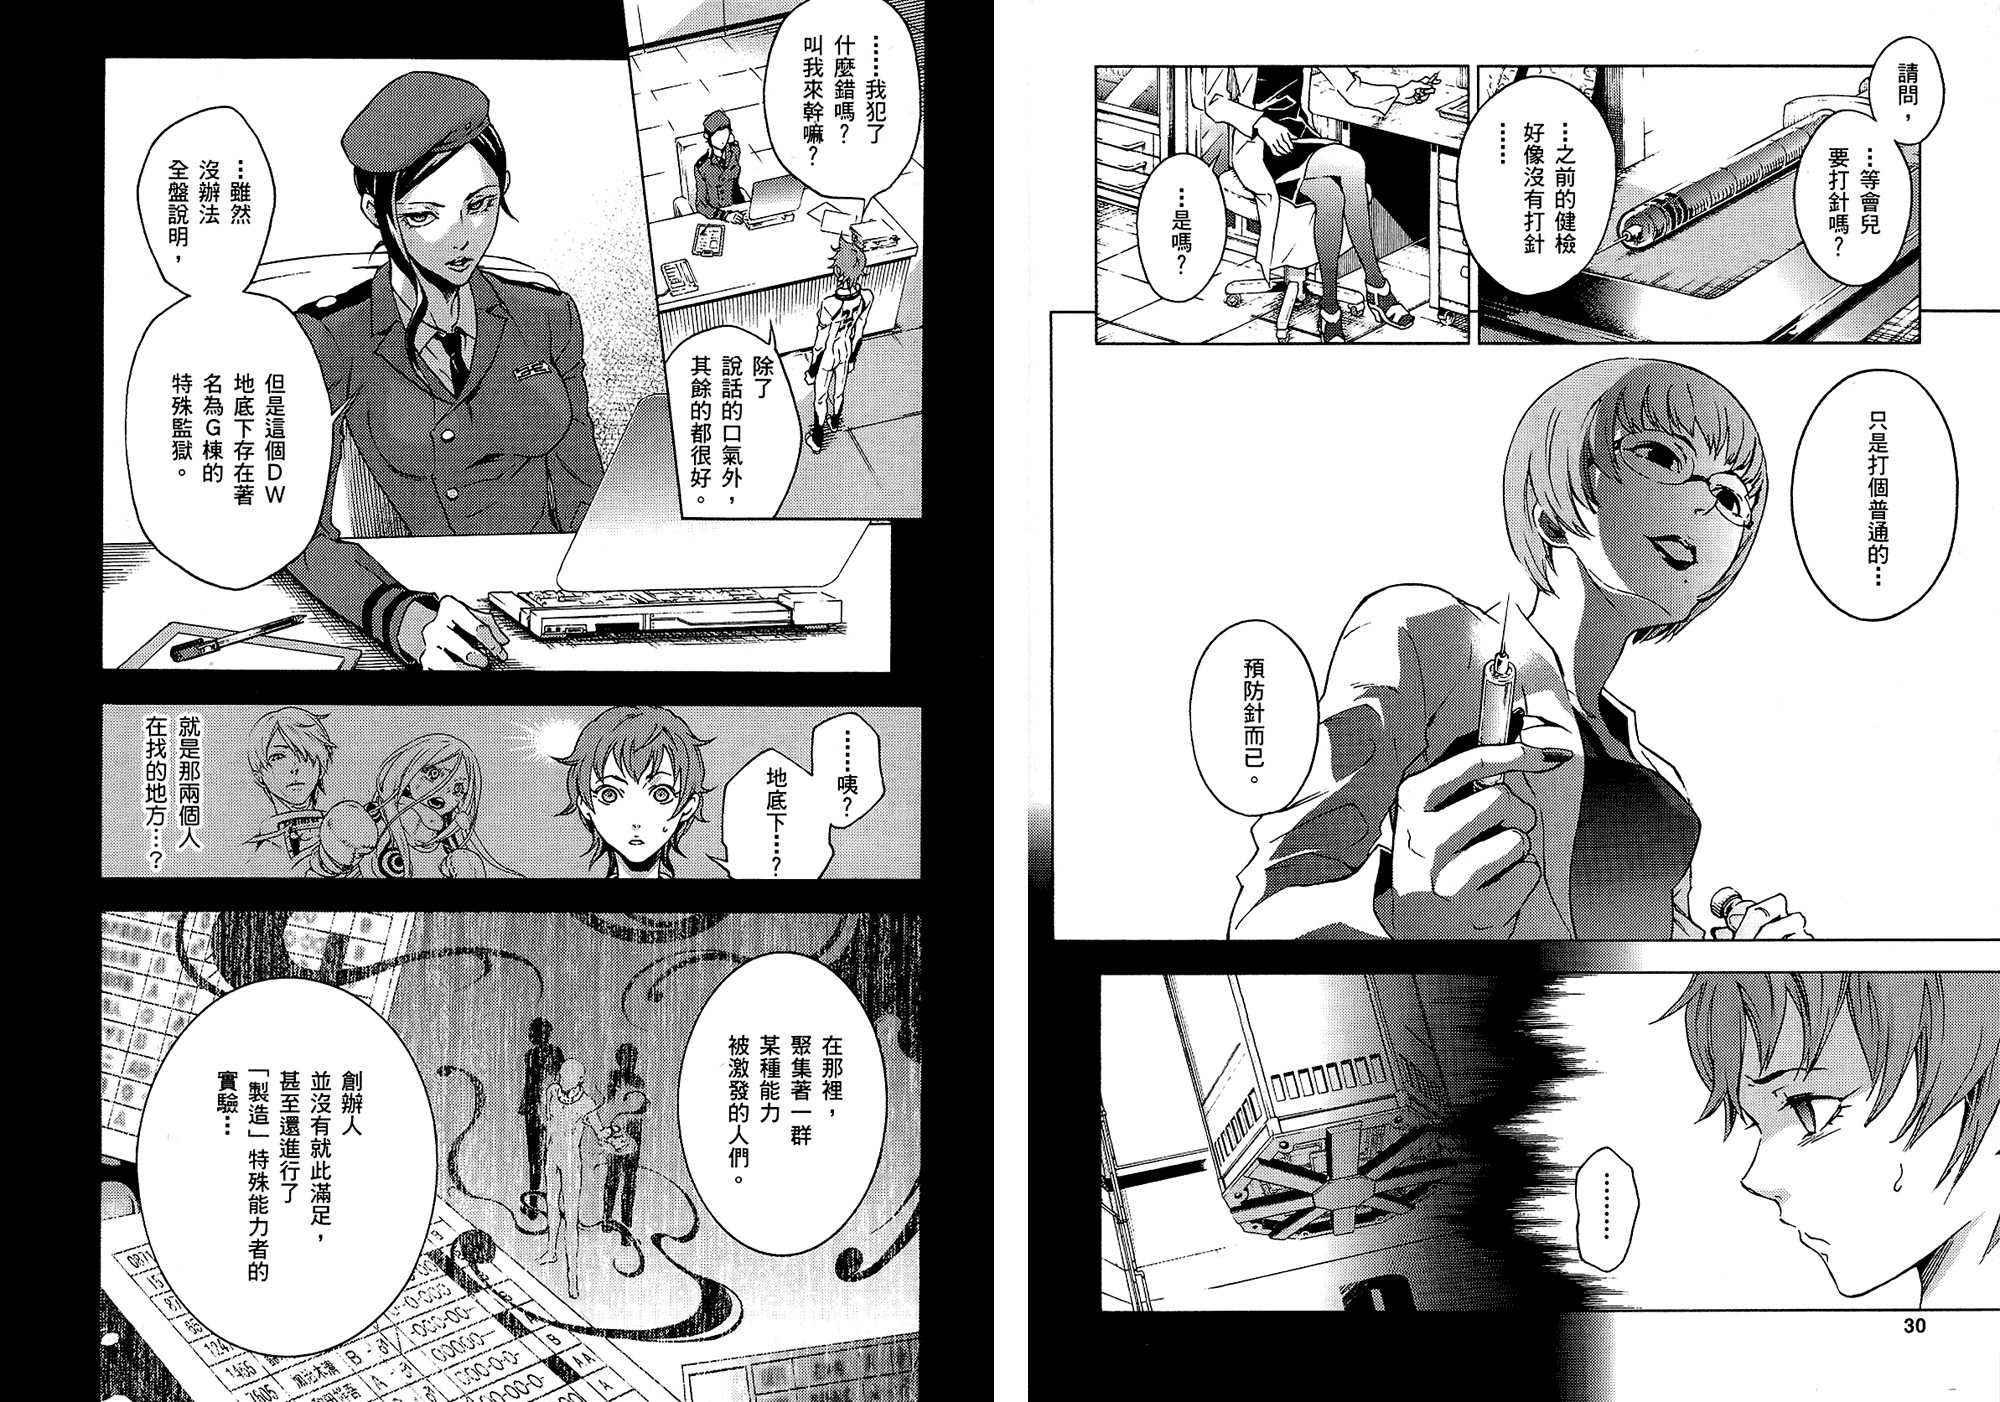 請問，
⋯等會兒
要打針嗎？
⋯之前的健檢
好像沒有打針
⋯⋯
⋯是嗎？
只是打個普通的⋯
預防針而已。
⋯⋯⋯
30
⋯⋯我犯了
什麼錯嗎？
叫我來幹嘛？
除了
說話的口氣外，
其餘的都很好。
⋯雖然
沒辦法
全盤說明，
但是這個DW
地底下存在著
名為G棟的
特殊監獄。
⋯⋯咦？
地底下⋯⋯？
就是那兩個人
在找的地方⋯？
在那裡，
聚集著一群
某種能力
被激發的人們。
創辦人
並沒有就此滿足，
甚至還進行了
「製造」特殊能力者的
實驗⋯